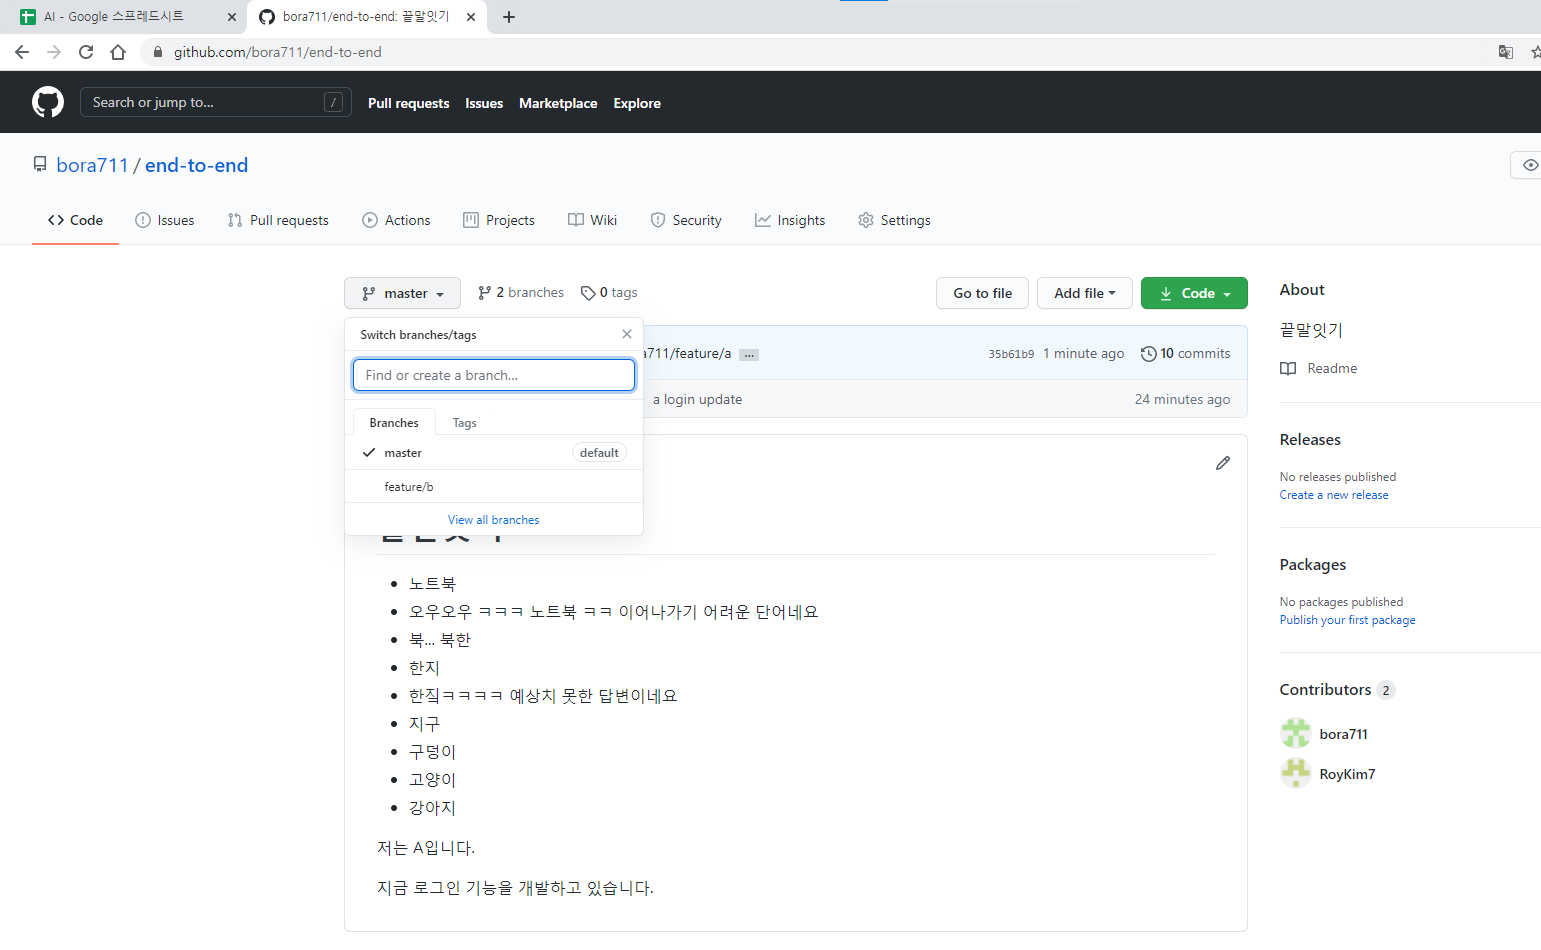 AI - Google 스프레드시트
bora711/end-to-end: 끝말잇기
github.com/bora711/end-to-end
Search or jump to... /
Pull requests Issues Marketplace Explore
bora711 / end-to-end
Code Issues Pull requests Actions Projects Wiki Security Insights Settings
master 2 branches 0 tags Go to file Add file Code
Switch branches/tags
Find or create a branch...
Branches Tags
master default
feature/b
View all branches
711/feature/a ... 35b61b9 1 minute ago 10 commits
a login update 24 minutes ago
노트북
오우오우 ㅋㅋㅋ 노트북 ㅋㅋ 이어나가기 어려운 단어네요
북... 북한
한지
한짘ㅋㅋㅋㅋ 예상치 못한 답변이네요
지구
구덩이
고양이
강아지
저는 A입니다.
지금 로그인 기능을 개발하고 있습니다.
About
끝말잇기
Readme
Releases
No releases published
Create a new release
Packages
No packages published
Publish your first package
Contributors 2
bora711
RoyKim7